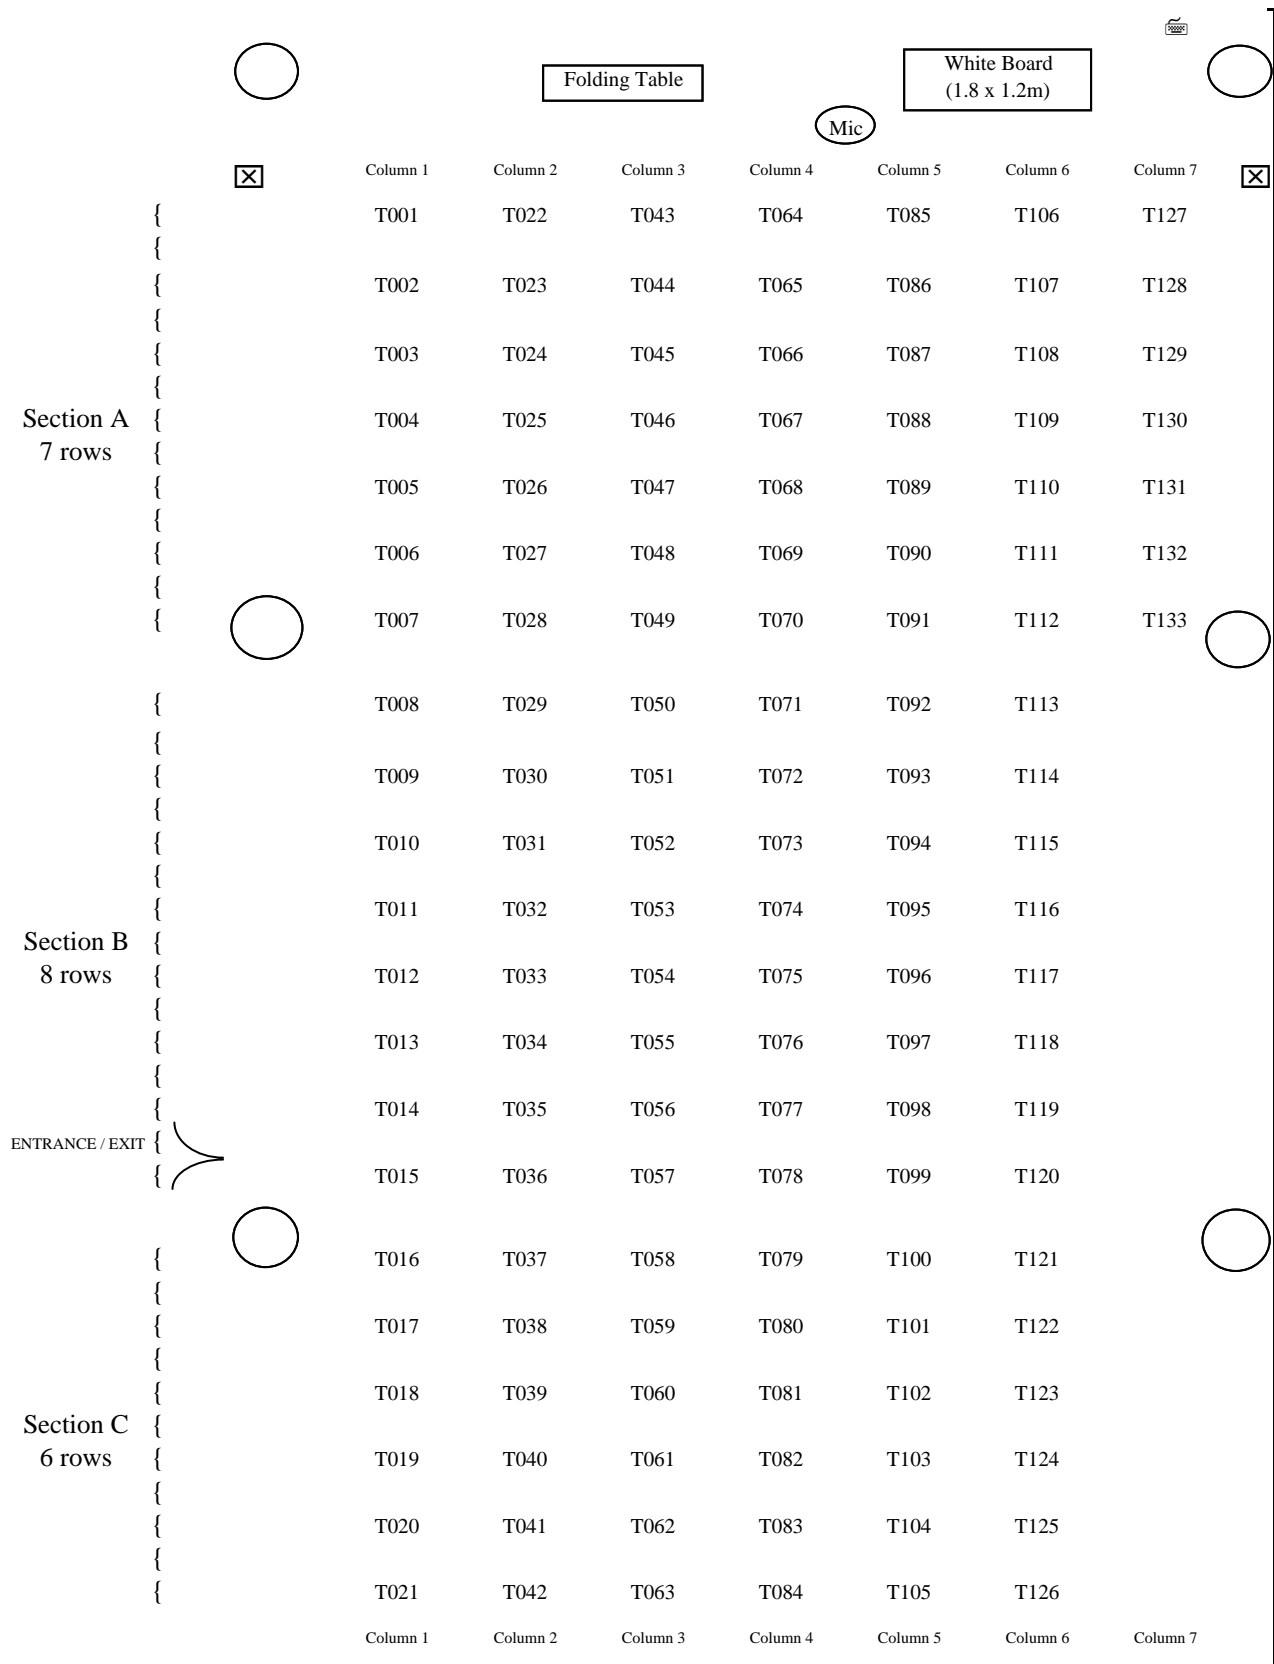 Folding Table
White Board
(1.8 x 1.2m)
Mic
Column 1 Column 2 Column 3 Column 4 Column 5 Column 6 Column 7
{ T001 T022 T043 T064 T085 T106 T127
{
{ T002 T023 T044 T065 T086 T107 T128
{
{ T003 T024 T045 T066 T087 T108 T129
{
Section A { T004 T025 T046 T067 T088 T109 T130
7 rows {
{ T005 T026 T047 T068 T089 T110 T131
{
{ T006 T027 T048 T069 T090 T111 T132
{
{ T007 T028 T049 T070 T091 T112 T133
{ T008 T029 T050 T071 T092 T113
{
{ T009 T030 T051 T072 T093 T114
{
{ T010 T031 T052 T073 T094 T115
{
{ T011 T032 T053 T074 T095 T116
Section B {
8 rows { T012 T033 T054 T075 T096 T117
{
{ T013 T034 T055 T076 T097 T118
{
{ T014 T035 T056 T077 T098 T119
ENTRANCE / EXIT {
{ T015 T036 T057 T078 T099 T120
{ T016 T037 T058 T079 T100 T121
{
{ T017 T038 T059 T080 T101 T122
{
{ T018 T039 T060 T081 T102 T123
Section C {
6 rows { T019 T040 T061 T082 T103 T124
{
{ T020 T041 T062 T083 T104 T125
{
{ T021 T042 T063 T084 T105 T126
Column 1 Column 2 Column 3 Column 4 Column 5 Column 6 Column 7